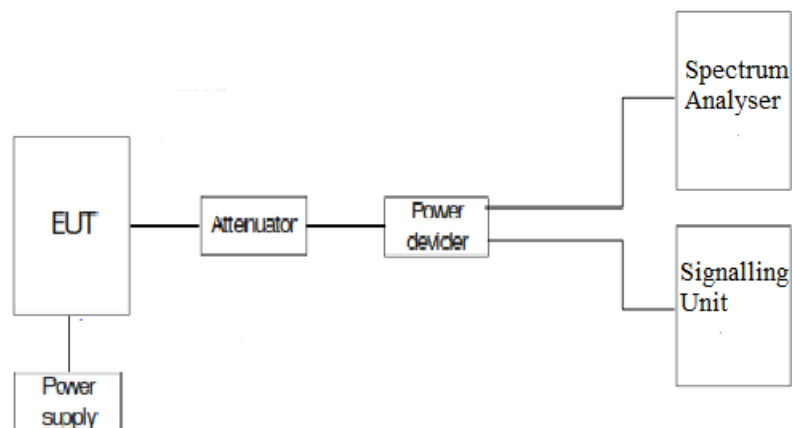 Spectrum
Analyser
EUT
Attenuator
Power
devider
Signalling
Unit
Power
supply